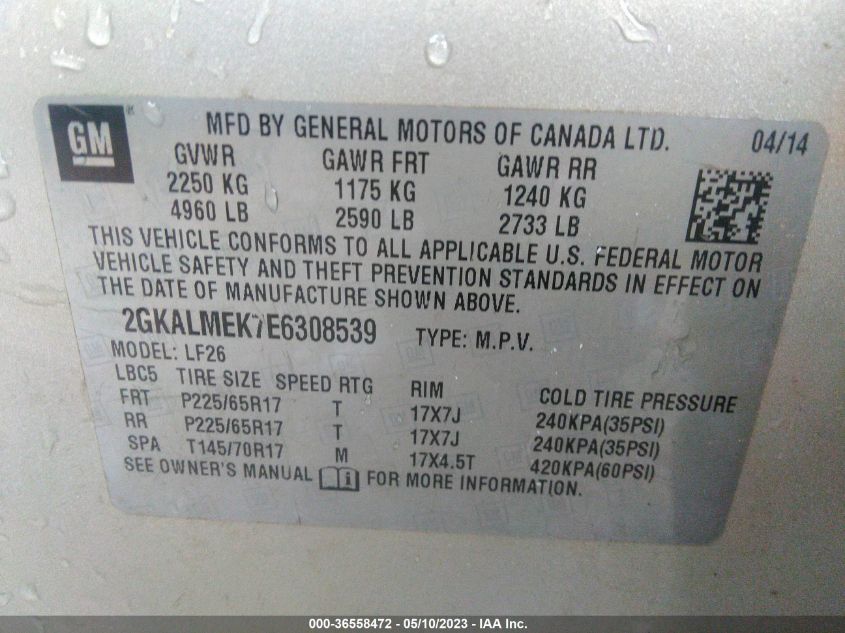 GM ®
MFD BY GENERAL MOTORS OF CANADA LTD. 04/14
GVWR GAWR FRT GAWR RR
2250 KG 1175 KG 1240 KG
4960 LB 2590 LB 2733 LB
THIS VEHICLE CONFORMS TO ALL APPLICABLE U.S. FEDERAL MOTOR
VEHICLE SAFETY AND THEFT PREVENTION STANDARDS IN EFFECT ON
THE DATE OF MANUFACTURE SHOWN ABOVE.
2GKALMEK7E6308539 TYPE: M.P.V.
MODEL: LF26
LBC5 TIRE SIZE SPEED RTG RIM COLD TIRE PRESSURE
FRT P225/65R17 T 17X7J 240KPA(35PSI)
RR P225/65R17 T 17X7J 240KPA(35PSI)
SPA T145/70R17 M 17X4.5T 420KPA(60PSI)
SEE OWNER'S MANUAL i FOR MORE INFORMATION.
000-36558472 - 05/10/2023 - IAA Inc.